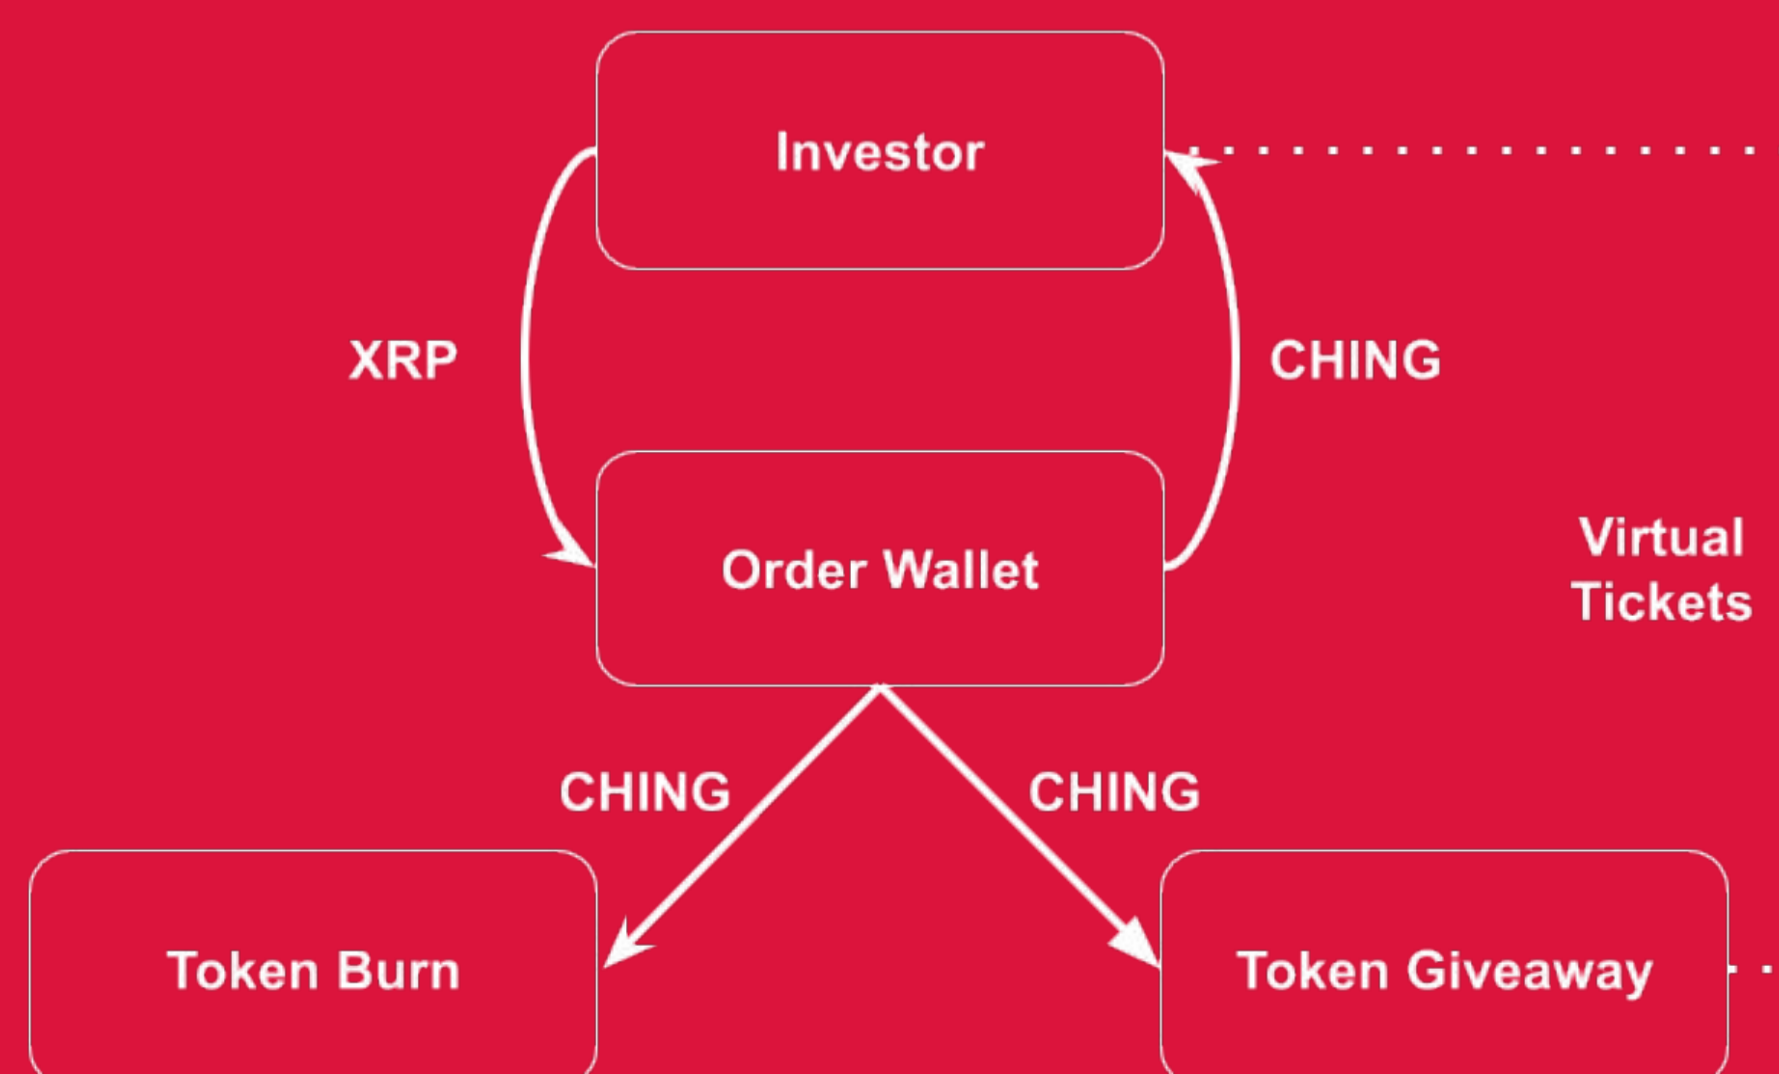 Investor
XRP
CHING
Order Wallet
Virtual
Tickets
CHING
CHING
Token Burn
Token Giveaway